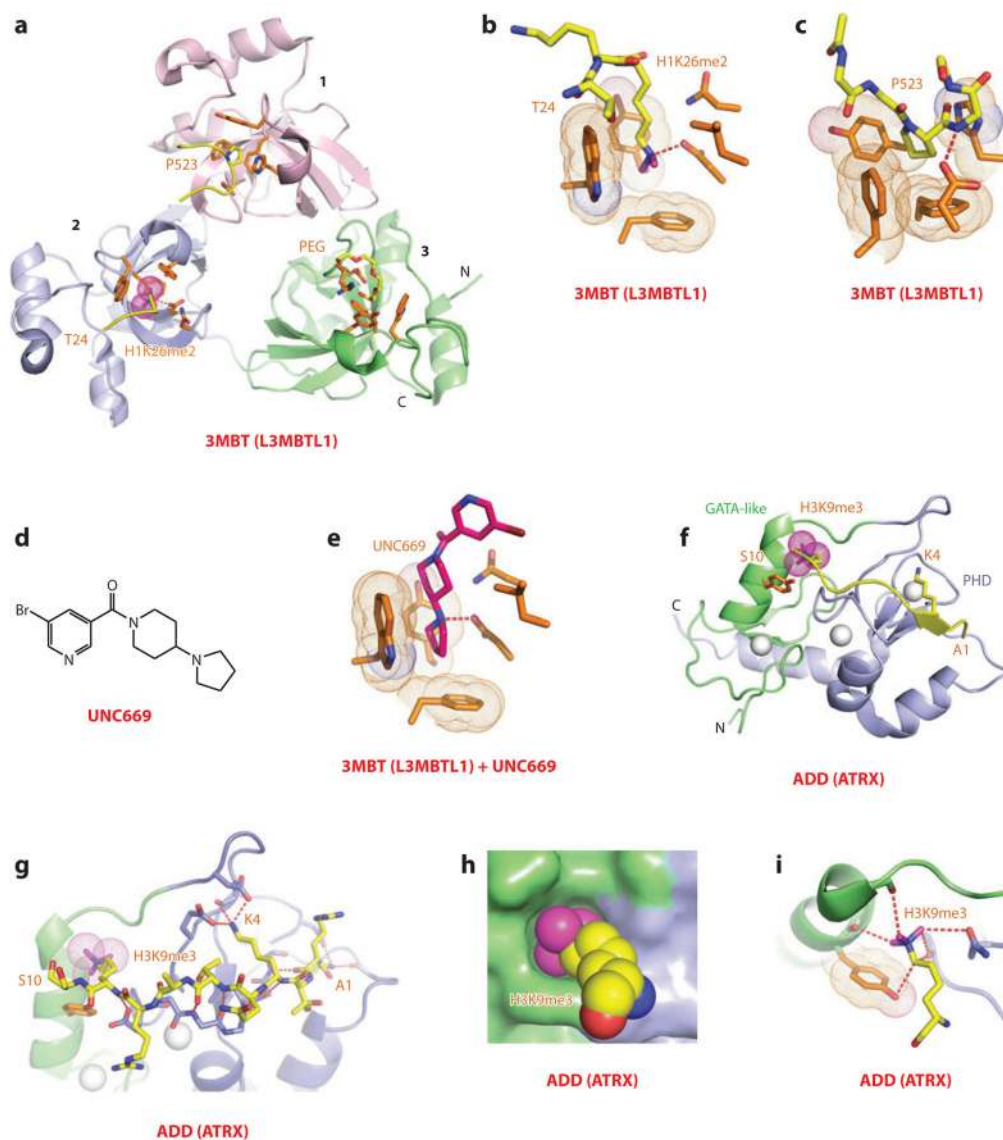 a
1
P523
2
PEG
3
N
T24
H1K26me2
C
3MBT (L3MBTL1)
b
H1K26me2
T24
3MBT (L3MBTL1)
c
P523
3MBT (L3MBTL1)
d
O
Br
N
N
N
UNC669
e
UNC669
3MBT (L3MBTL1) + UNC669
f
GATA-like
H3K9me3
S10
K4
PHD
C
A1
N
ADD (ATRX)
g
K4
H3K9me3
S10
A1
ADD (ATRX)
h
H3K9me3
ADD (ATRX)
i
H3K9me3
ADD (ATRX)